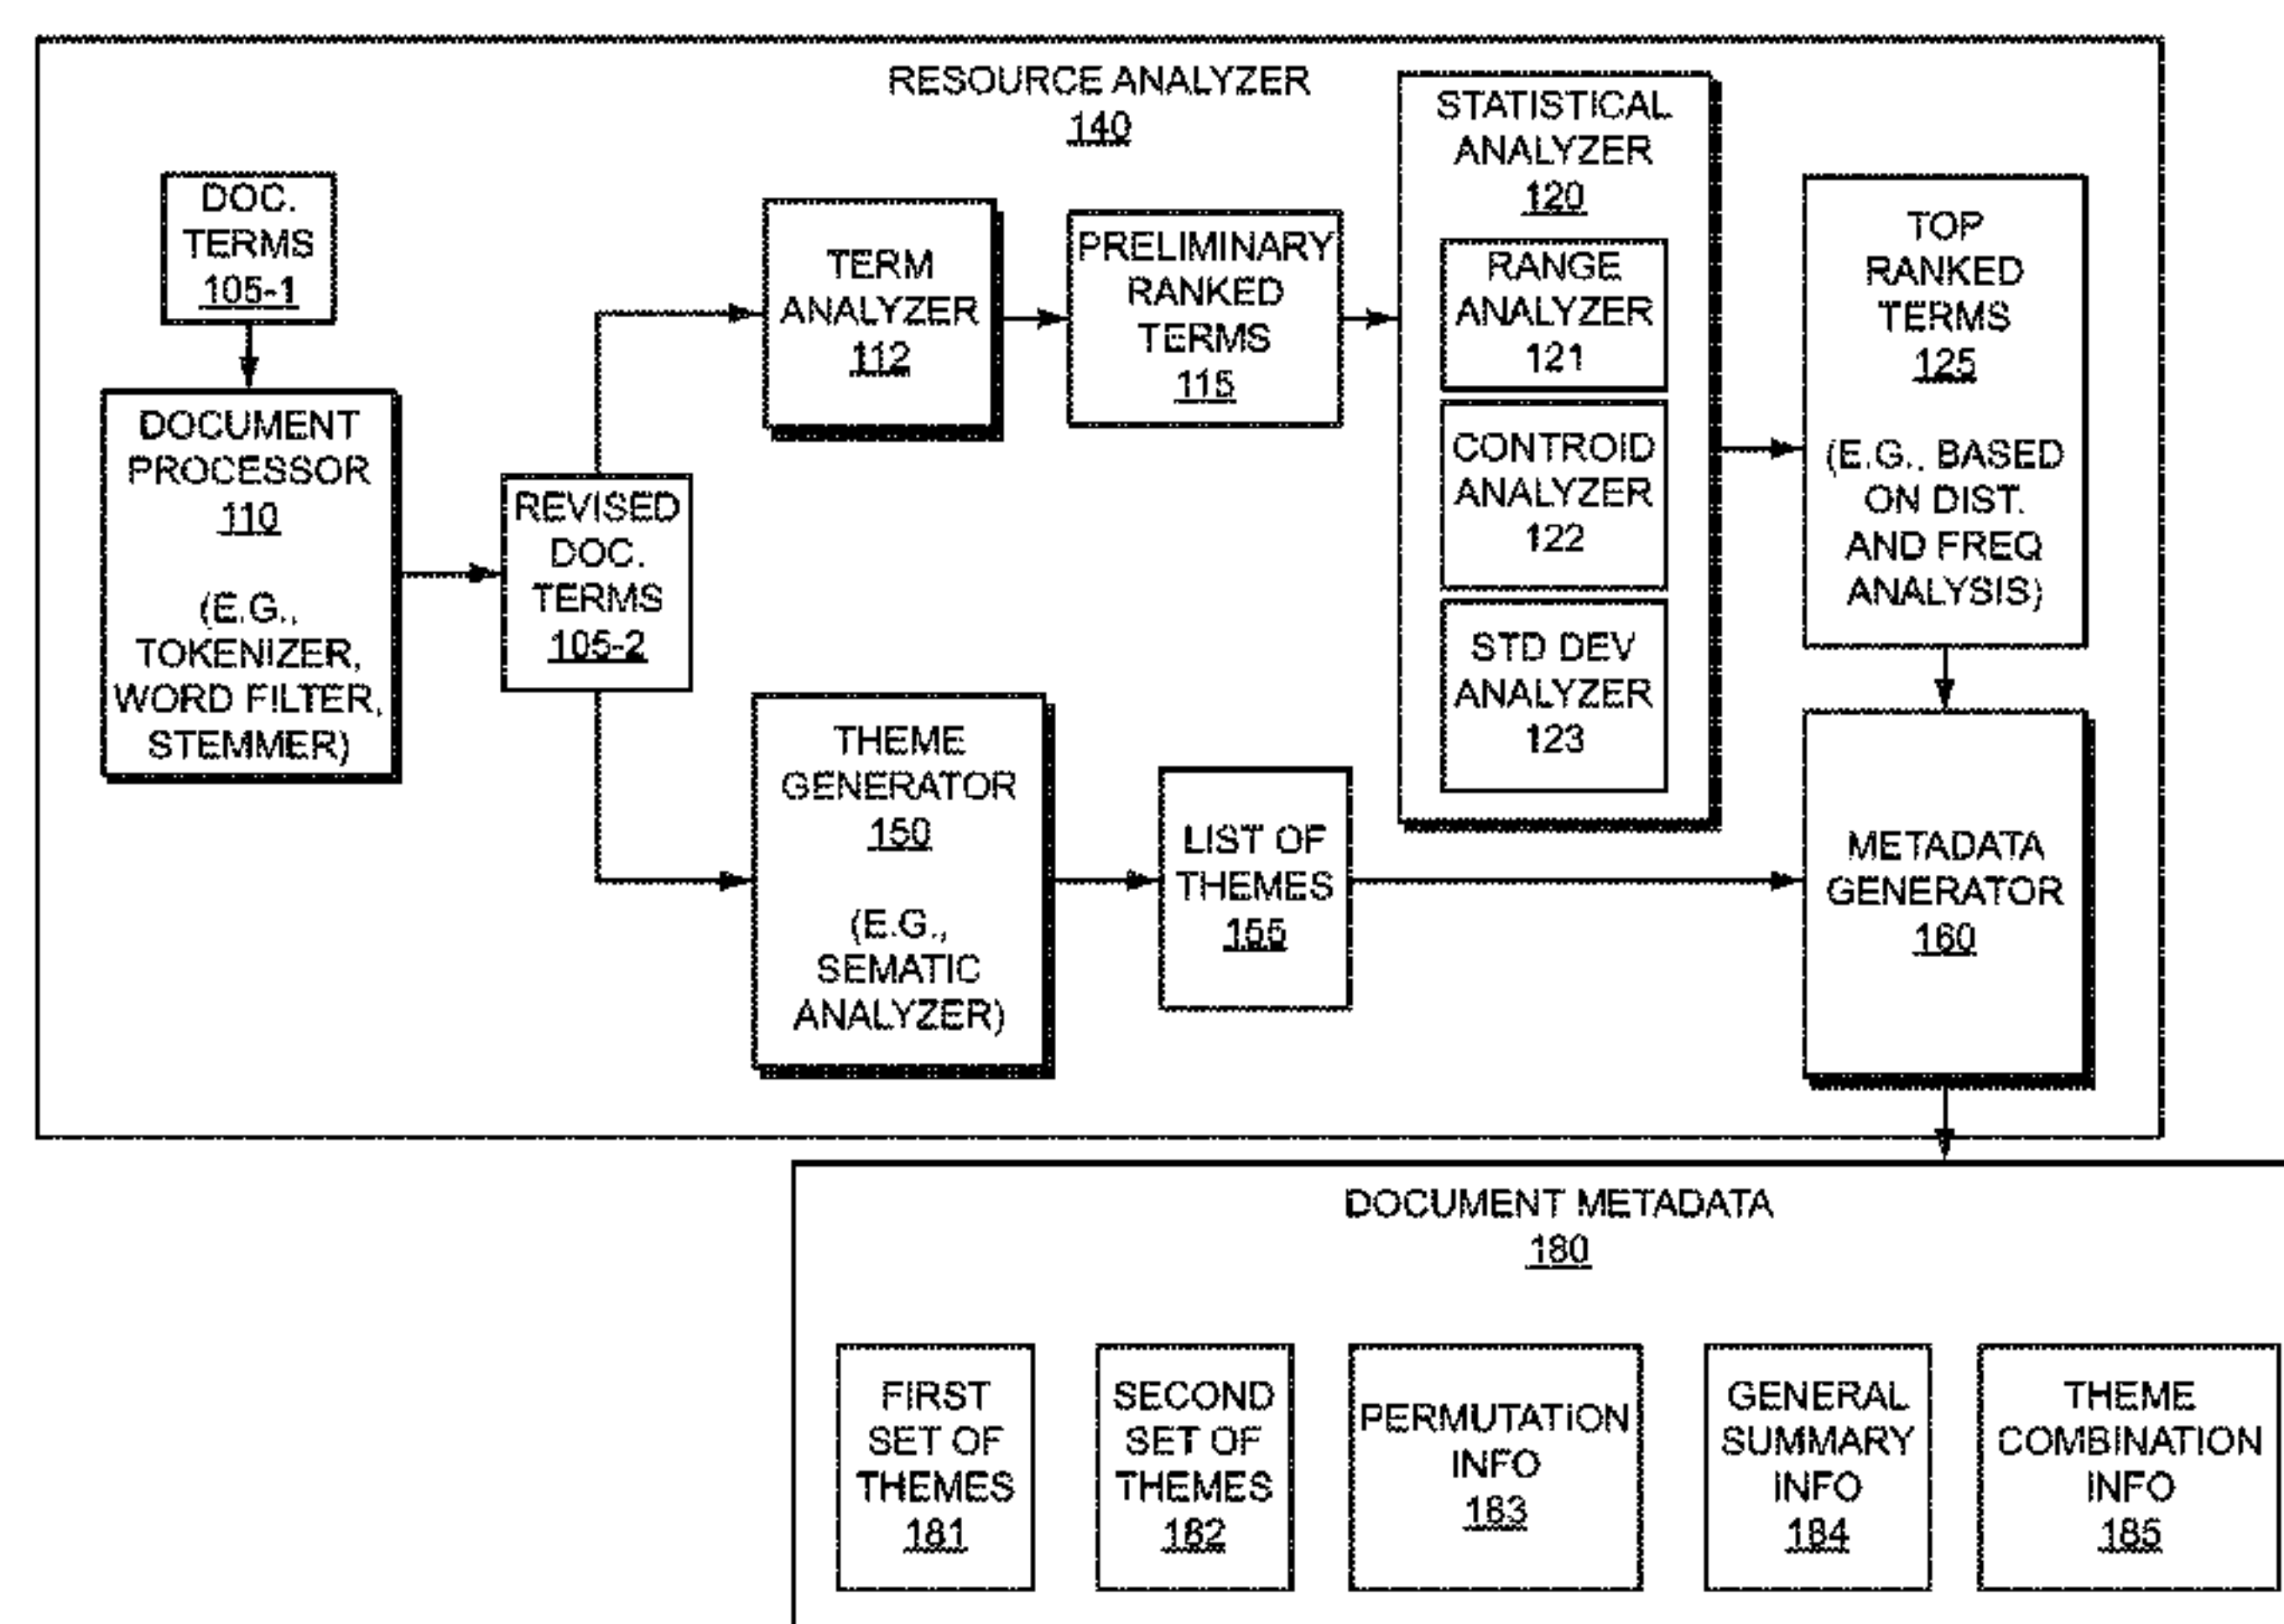 RESOURCE ANALYZER
140
DOC.
TERMS
105-1
DOCUMENT
PROCESSOR
110
(E.G.,
TOKENIZER,
WORD FILTER,
STEMMER)
REVISED
DOC.
TERMS
105-2
TERM
ANALYZER
112
PRELIMINARY
RANKED
TERMS
115
STATISTICAL
ANALYZER
120
RANGE
ANALYZER
121
CONTROID
ANALYZER
122
STD DEV
ANALYZER
123
TOP
RANKED
TERMS
125
(E.G., BASED
ON DIST.
AND FREQ
ANALYSIS)
THEME
GENERATOR
150
(E.G.,
SEMATIC
ANALYZER)
LIST OF
THEMES
155
METADATA
GENERATOR
160
DOCUMENT METADATA
180
FIRST
SET OF
THEMES
181
SECOND
SET OF
THEMES
182
PERMUTATION
INFO
183
GENERAL
SUMMARY
INFO
184
THEME
COMBINATION
INFO
185